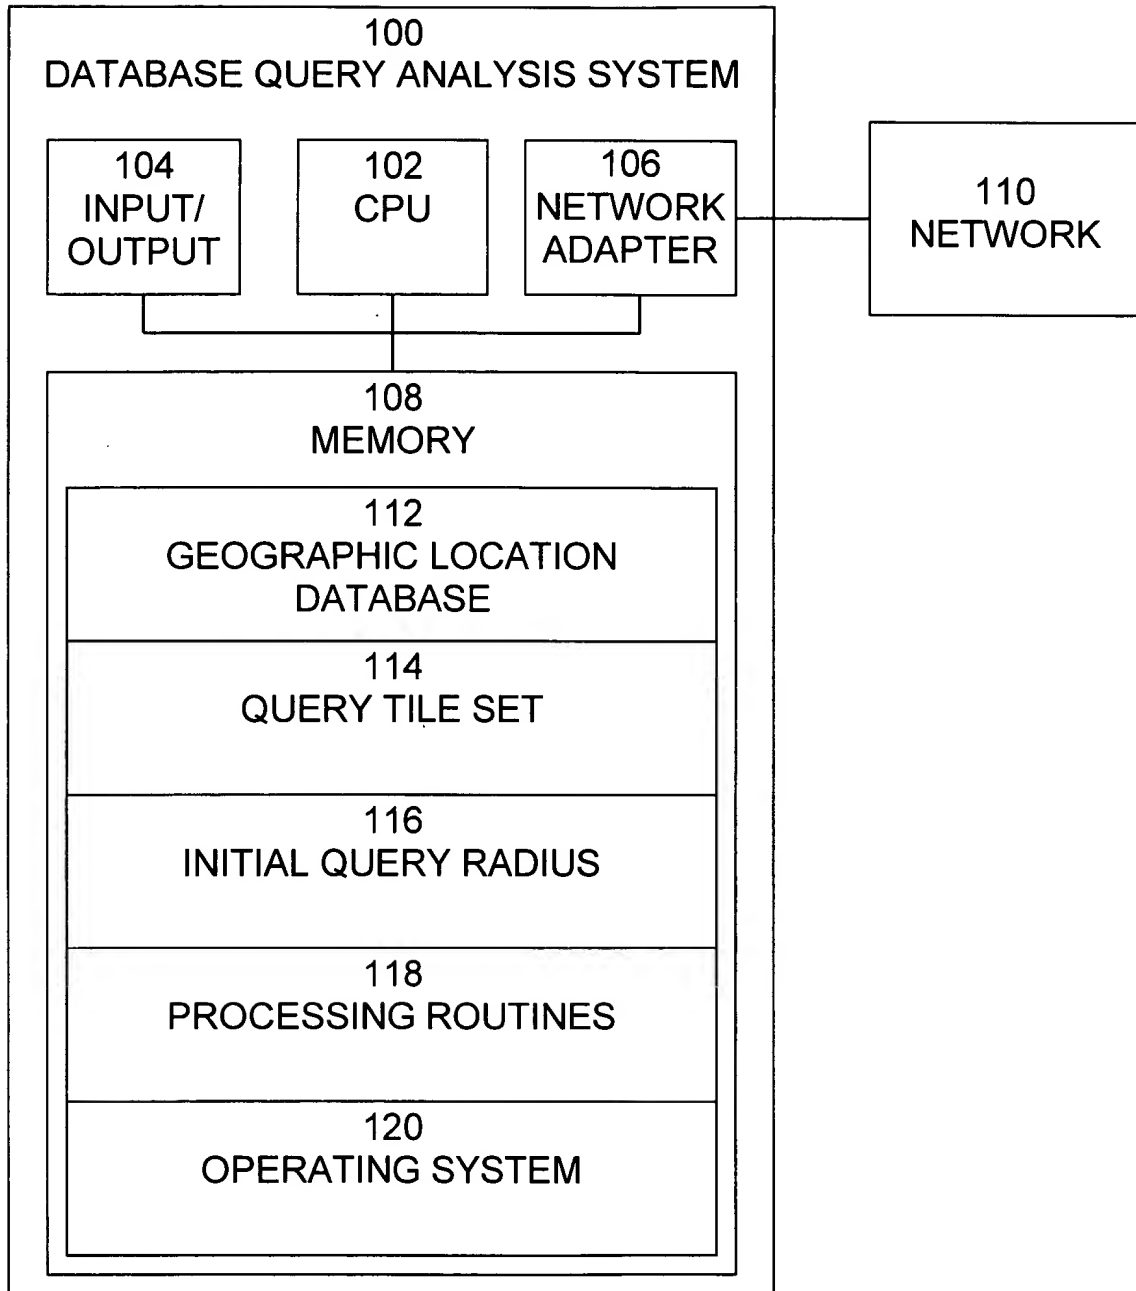 100
DATABASE QUERY ANALYSIS SYSTEM
104
INPUT/
OUTPUT
102
CPU
106
NETWORK
ADAPTER
110
NETWORK
108
MEMORY
112
GEOGRAPHIC LOCATION
DATABASE
114
QUERY TILE SET
116
INITIAL QUERY RADIUS
118
PROCESSING ROUTINES
120
OPERATING SYSTEM